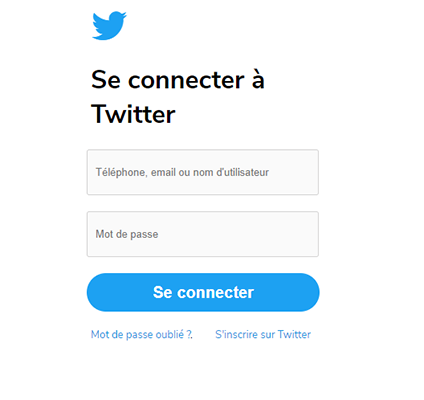 Se connecter à
Twitter
Téléphone, email ou nom d'utilisateur
Mot de passe
Se connecter
Mot de passe oublié ?. S'inscrire sur Twitter